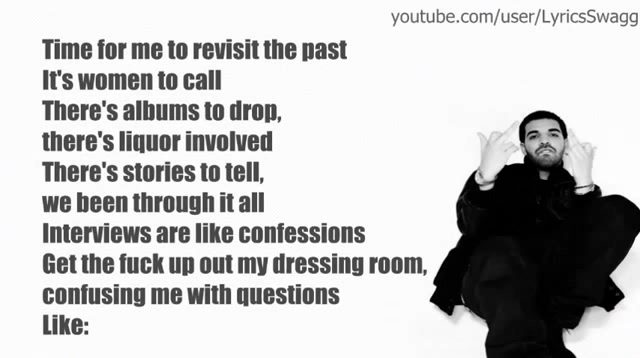 youtube.com/user/LyricsSwagg
Time for me to revisit the past
It's women to call
There's albums to drop,
there's liquor involved
There's stories to tell,
we been through it all
Interviews are like confessions
Get the fuck up out my dressing room,
confusing me with questions
Like: